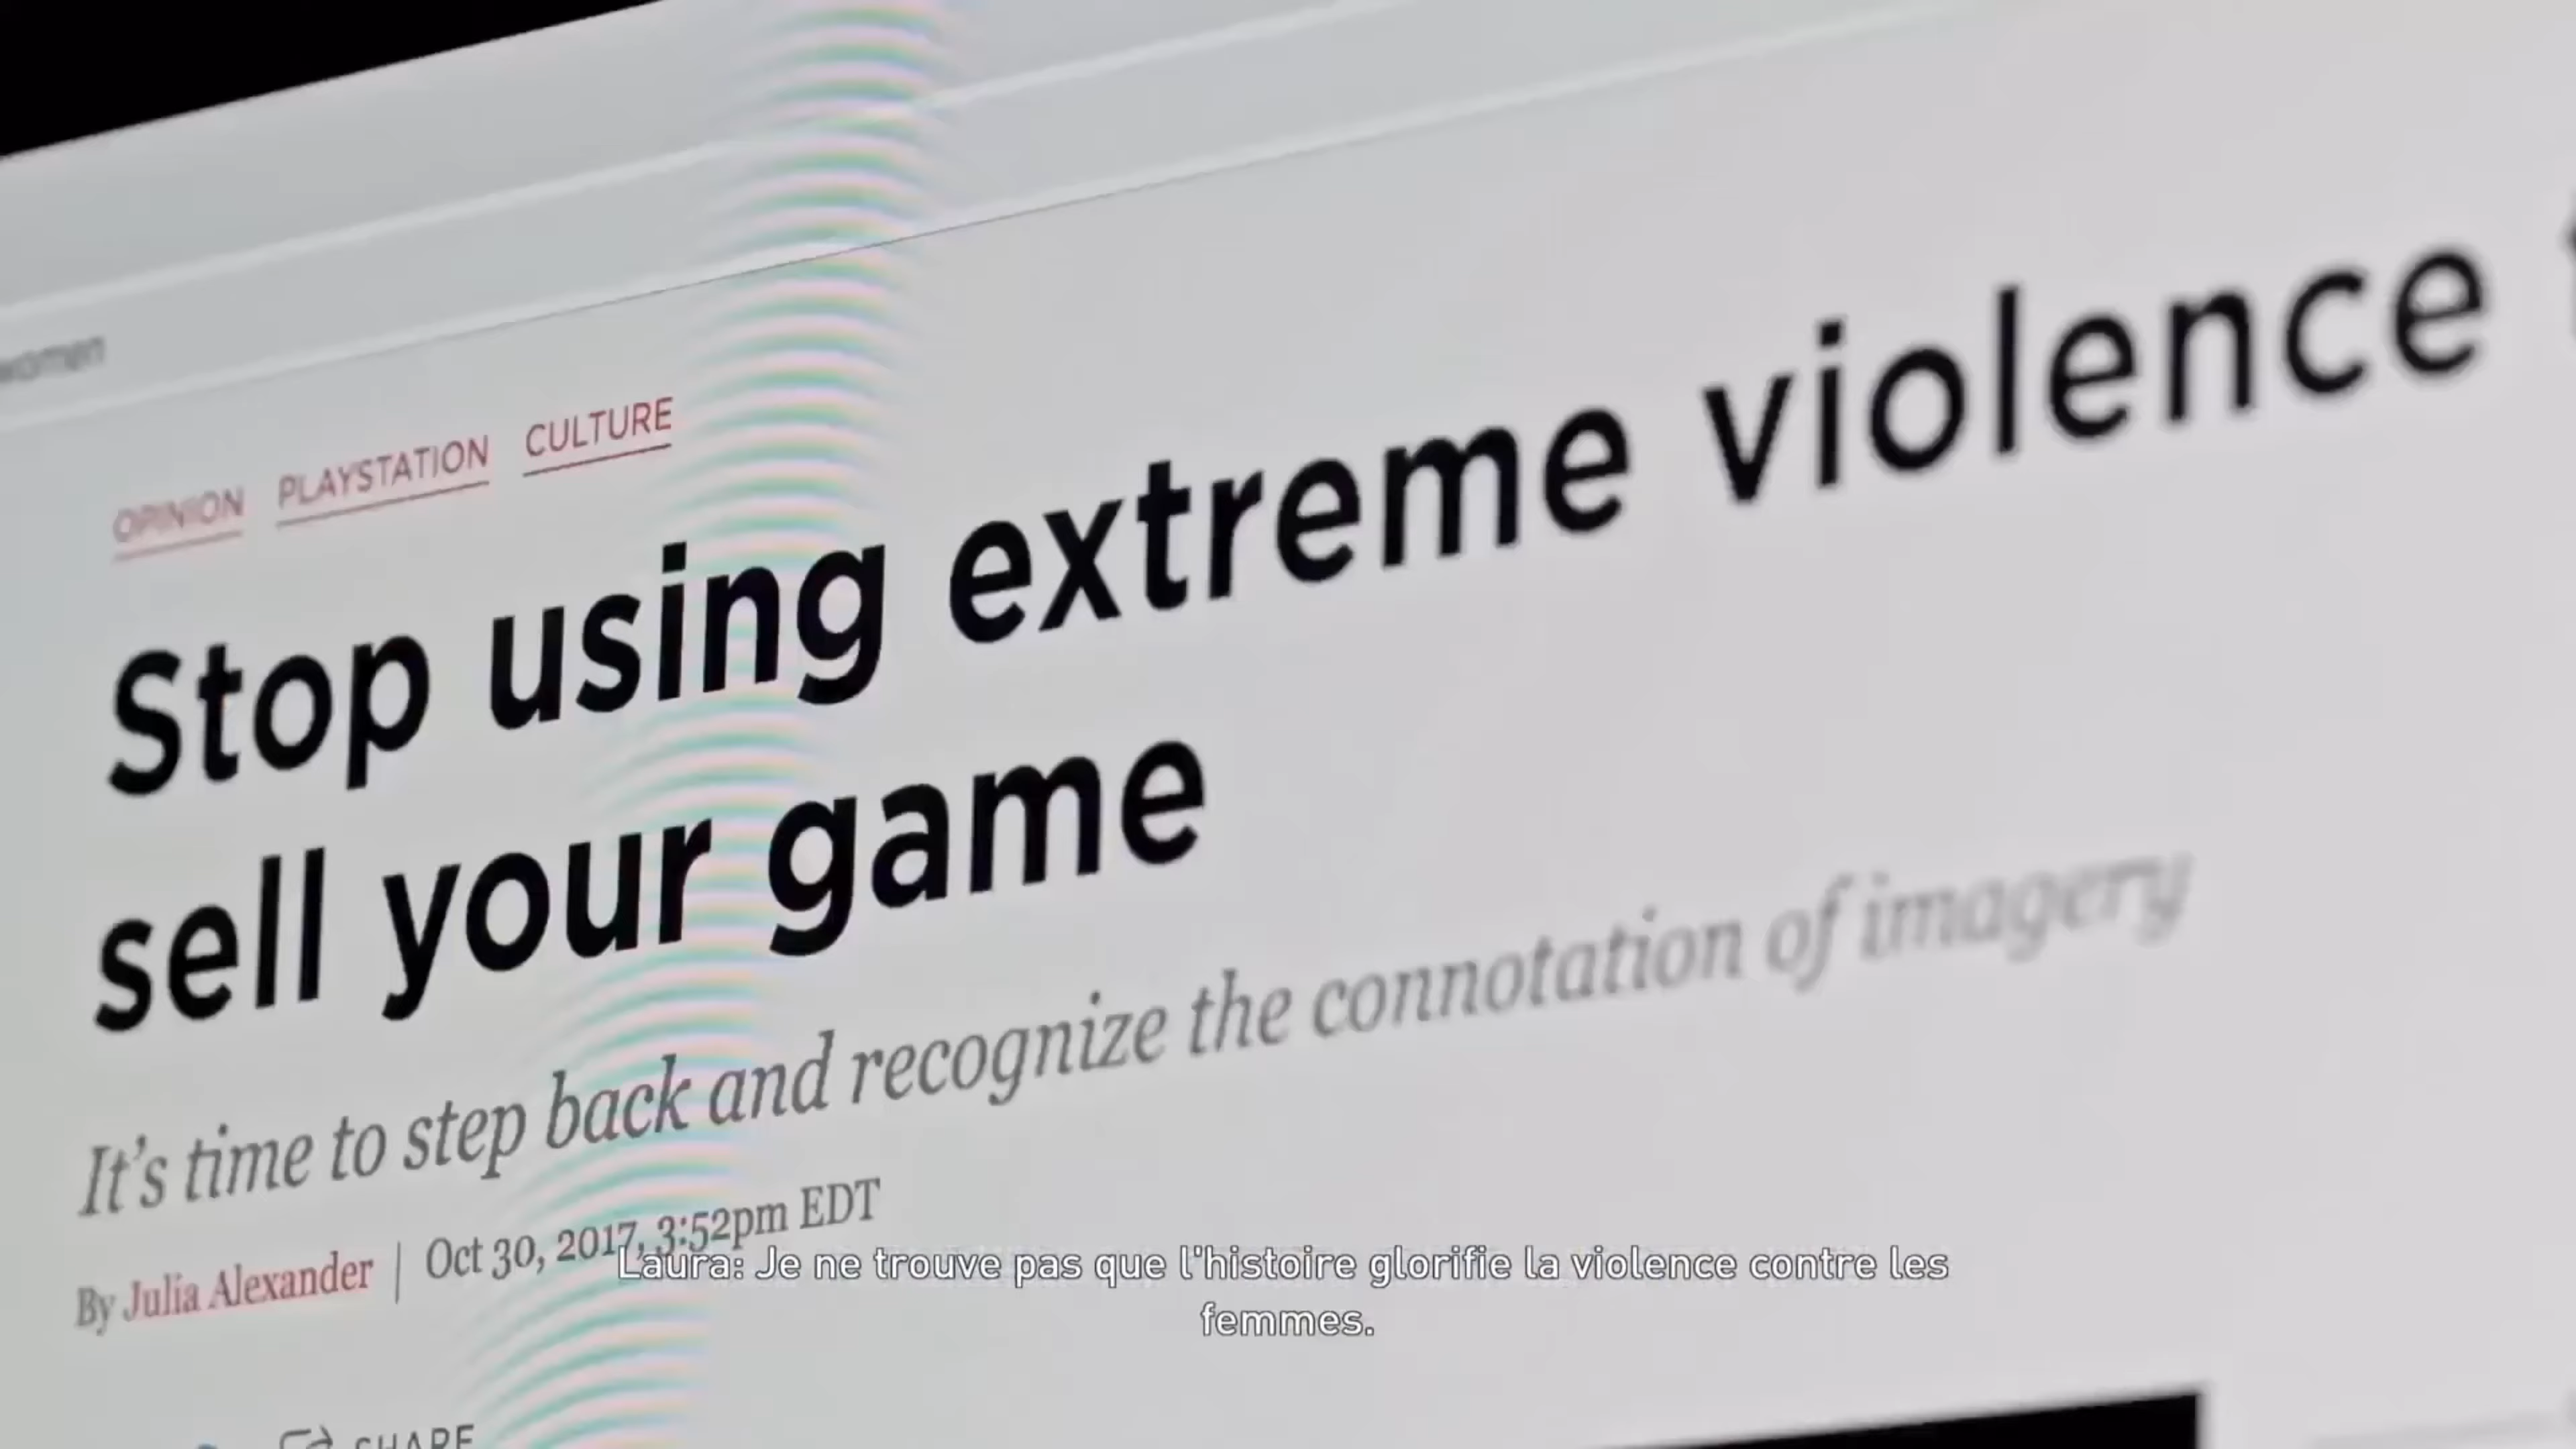 women
OPINION PLAYSTATION CULTURE
Stop using extreme violence
sell your game
It's time to step back and recognize the connotation of imagery
By Julia Alexander | Oct 30, 2017, 3:52pm EDT
Laura: Je ne trouve pas que l'histoire glorifie la violence contre les
femmes.
SHARE